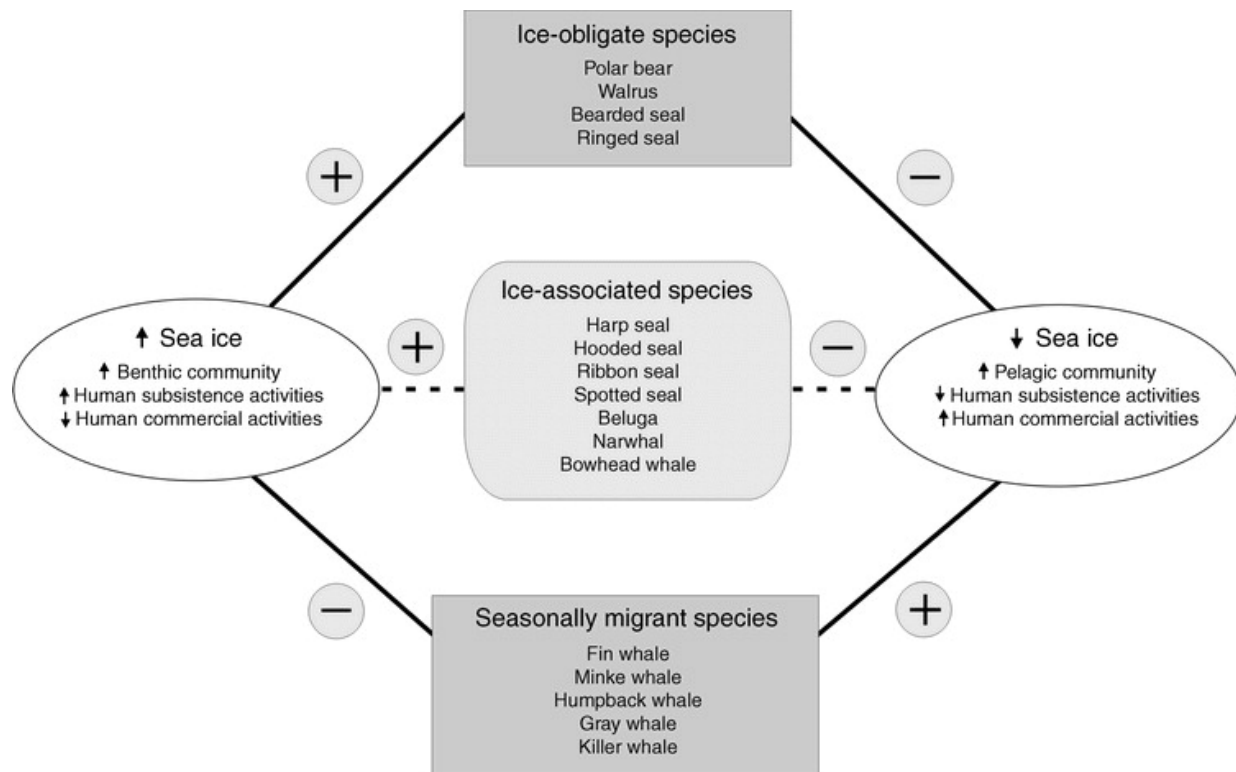 Ice-obligate species
Polar bear
Walrus
Bearded seal
Ringed seal
+
−
Ice-associated species
Harp seal
Hooded seal
Ribbon seal
Spotted seal
Beluga
Narwhal
Bowhead whale
+
−
↑ Sea ice
↑ Benthic community
↑ Human subsistence activities
↓ Human commercial activities
↓ Sea ice
↑ Pelagic community
↓ Human subsistence activities
↑ Human commercial activities
−
+
Seasonally migrant species
Fin whale
Minke whale
Humpback whale
Gray whale
Killer whale